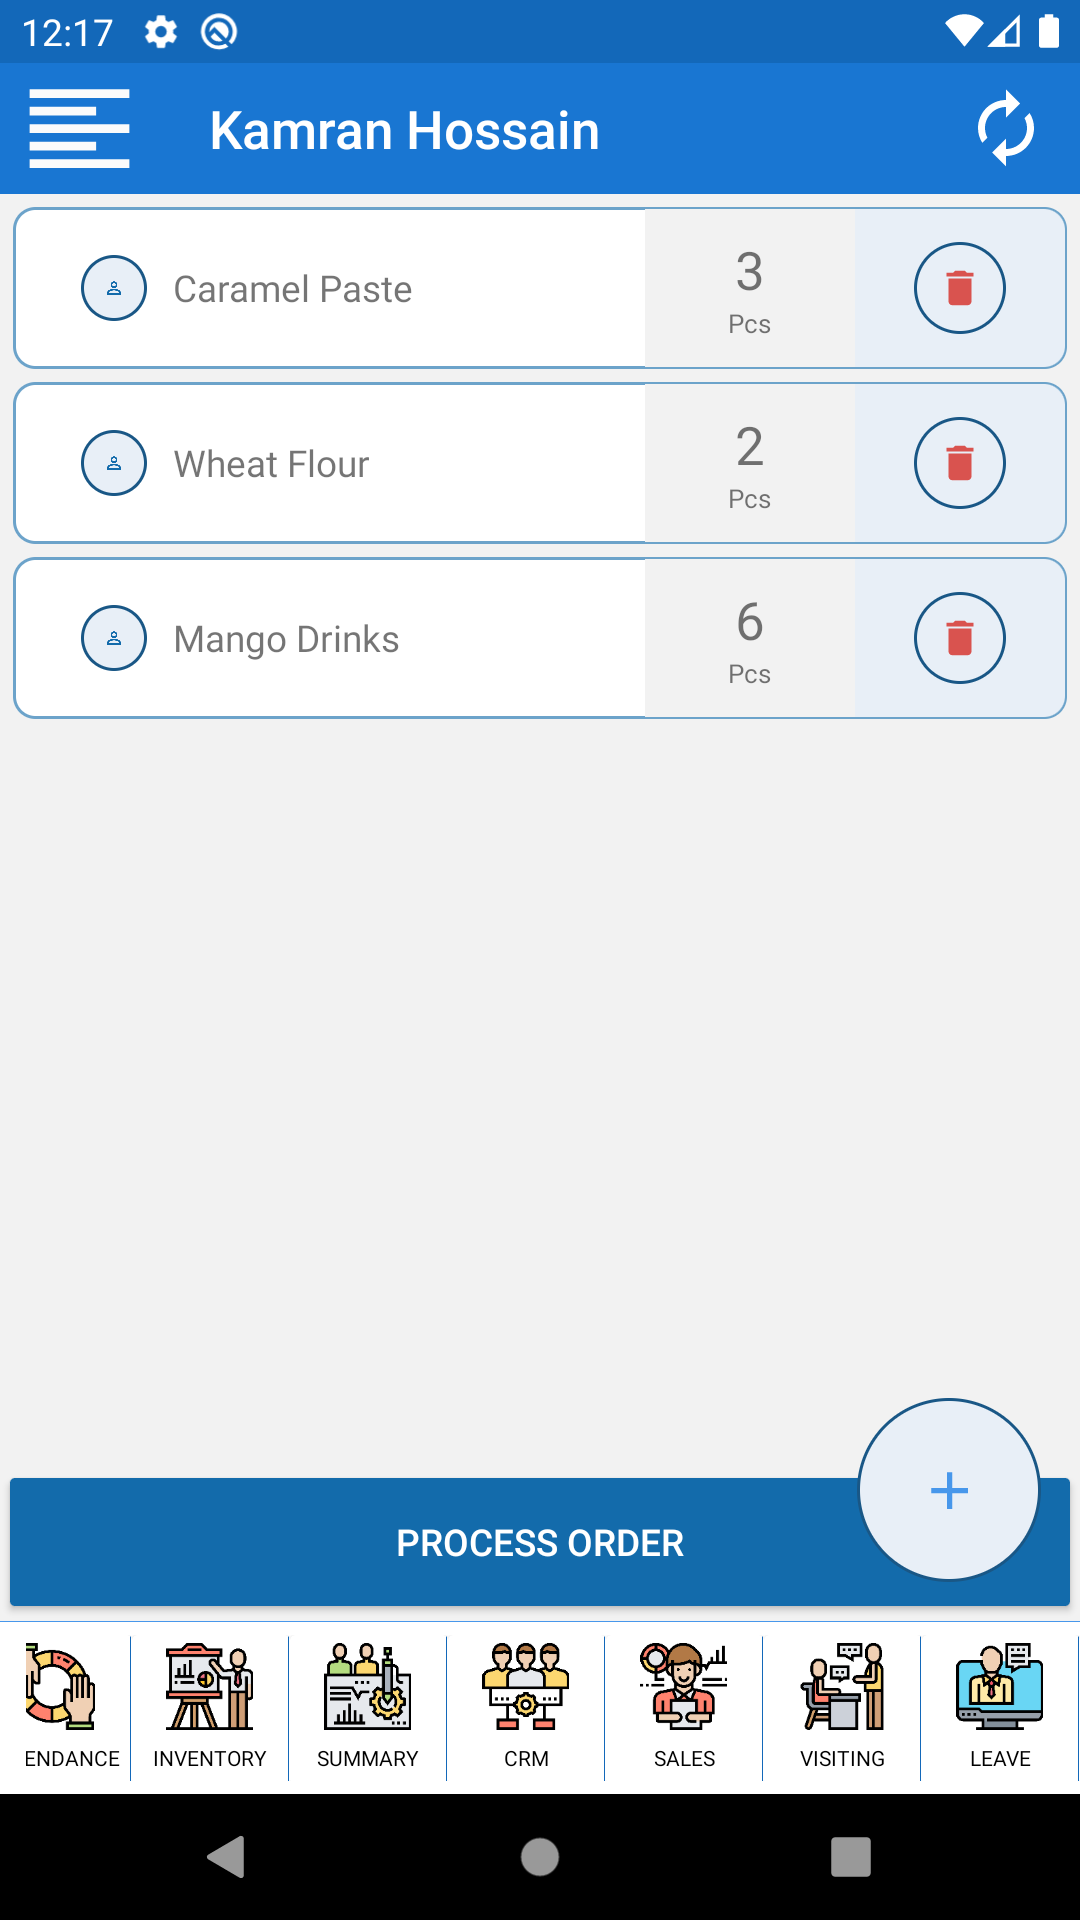 12:17
Kamran Hossain
Caramel Paste
3
Pcs
Wheat Flour
2
Pcs
Mango Drinks
6
Pcs
PROCESS ORDER
ENDANCE INVENTORY SUMMARY CRM SALES VISITING LEAVE